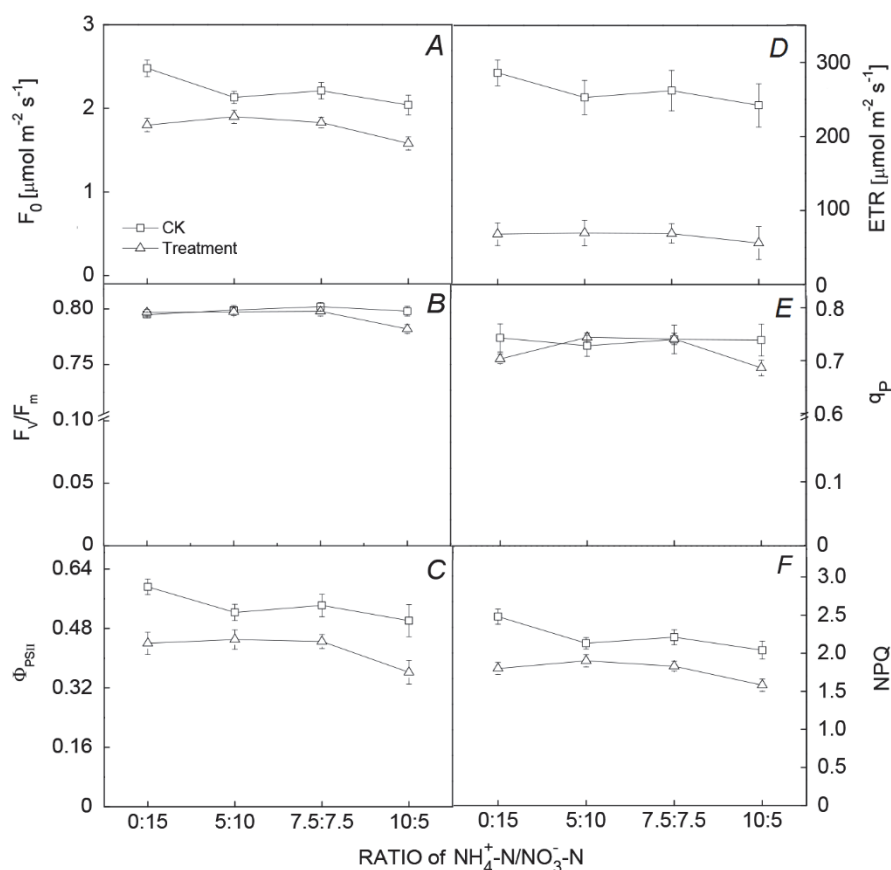 A
3
2
1
0
F₀ [μmol m⁻² s⁻¹]
CK
Treatment
D
300
200
100
0
ETR [μmol m⁻² s⁻¹]
B
0.80
0.75
0.10
0.05
0
Fᵥ/Fₘ
E
0.8
0.7
0.6
0.1
0
qₚ
C
0.64
0.48
0.32
0.16
0
Φ_PSII
F
3.0
2.5
2.0
1.5
1.0
0.5
0
NPQ
0:15 5:10 7.5:7.5 10:5
0:15 5:10 7.5:7.5 10:5
RATIO of NH₄⁺-N/NO₃⁻-N